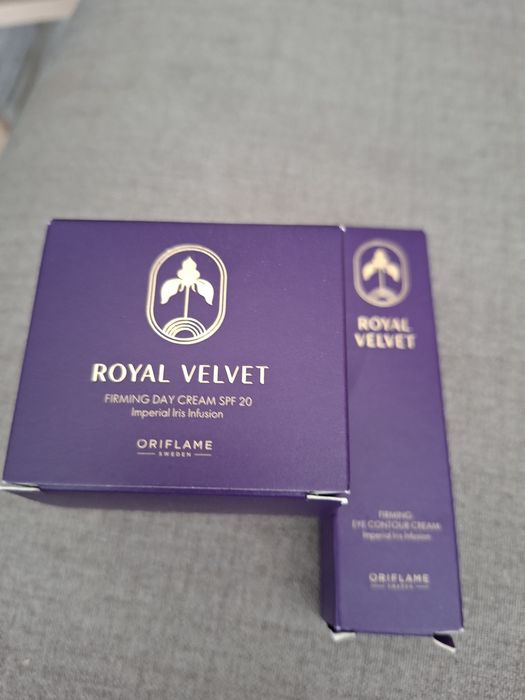 ROYAL VELVET
FIRMING DAY CREAM SPF 20
Imperial Iris Infusion
ORIFLAME
SWEDEN
ROYAL
VELVET
FIRMING
EYE CONTOUR CREAM
Imperial Iris Infusion
ORIFLAME
SWEDEN